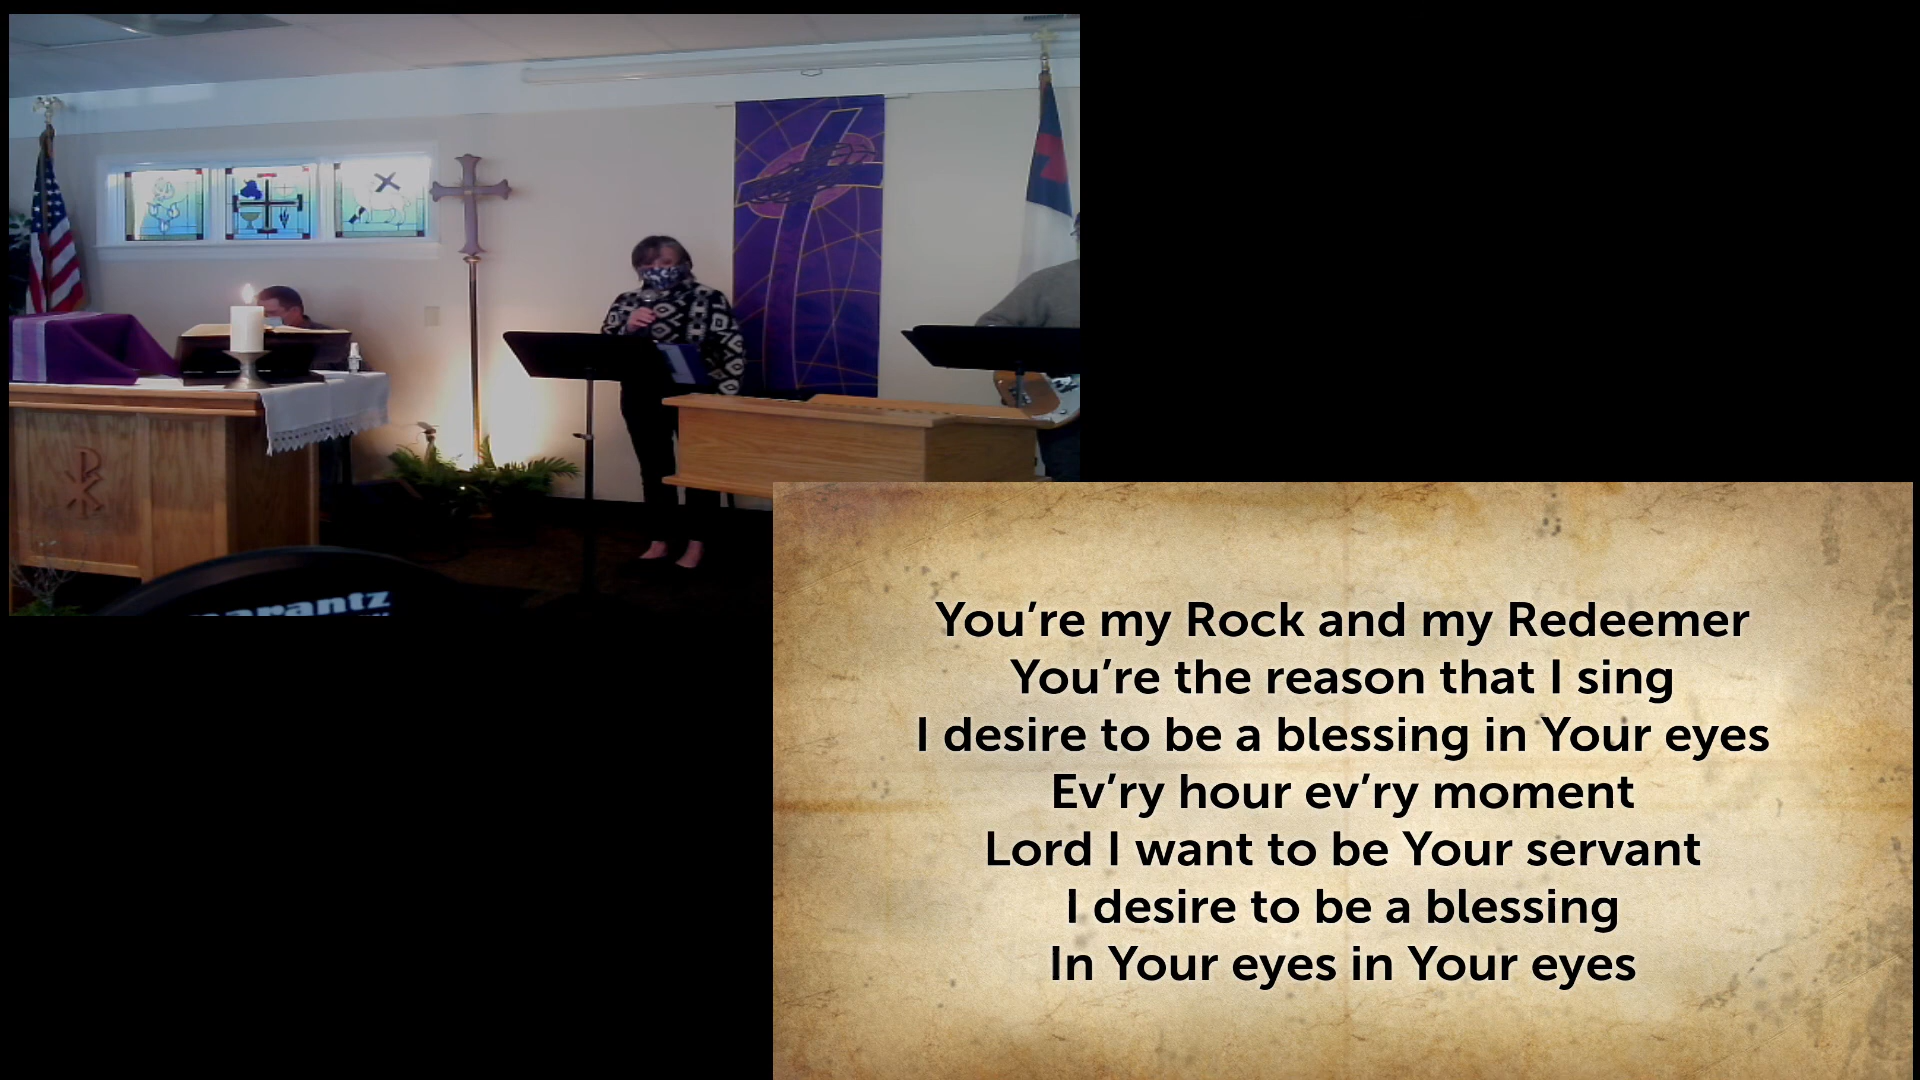 marantz
You’re my Rock and my Redeemer
You’re the reason that I sing
I desire to be a blessing in Your eyes
Ev’ry hour ev’ry moment
Lord I want to be Your servant
I desire to be a blessing
In Your eyes in Your eyes